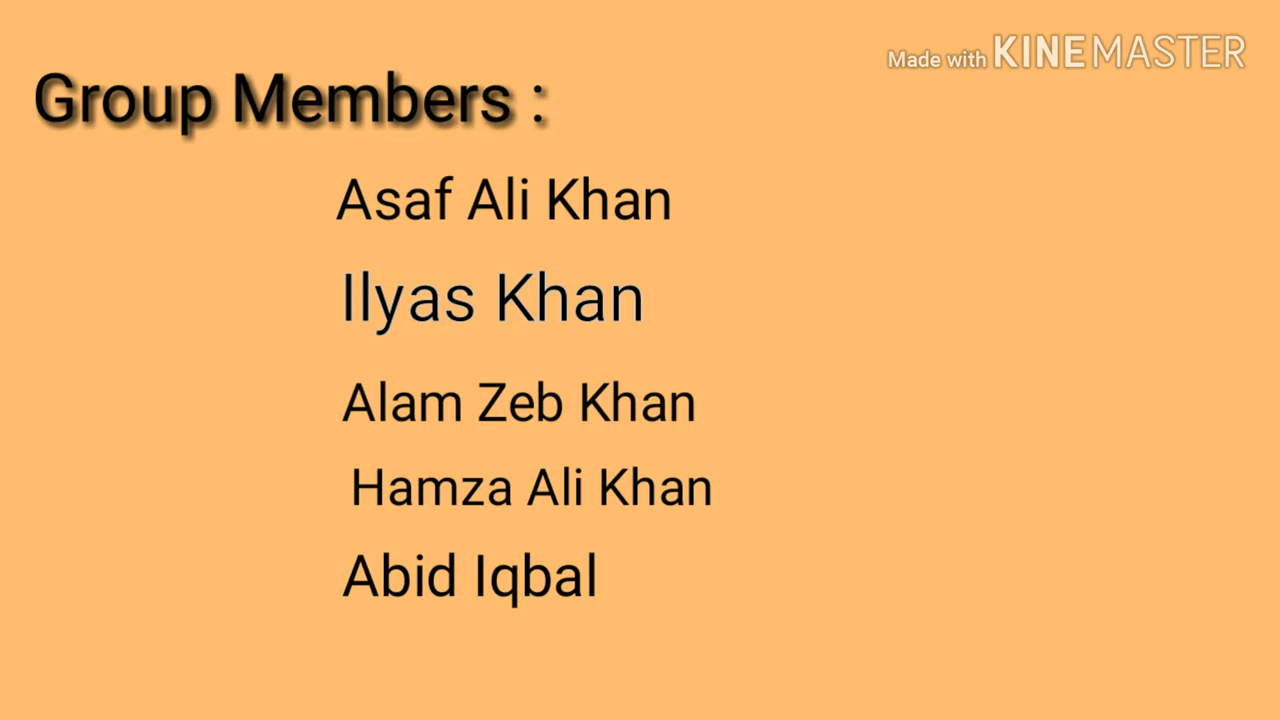 Made with KINEMASTER
Group Members :
Asaf Ali Khan
Ilyas Khan
Alam Zeb Khan
Hamza Ali Khan
Abid Iqbal